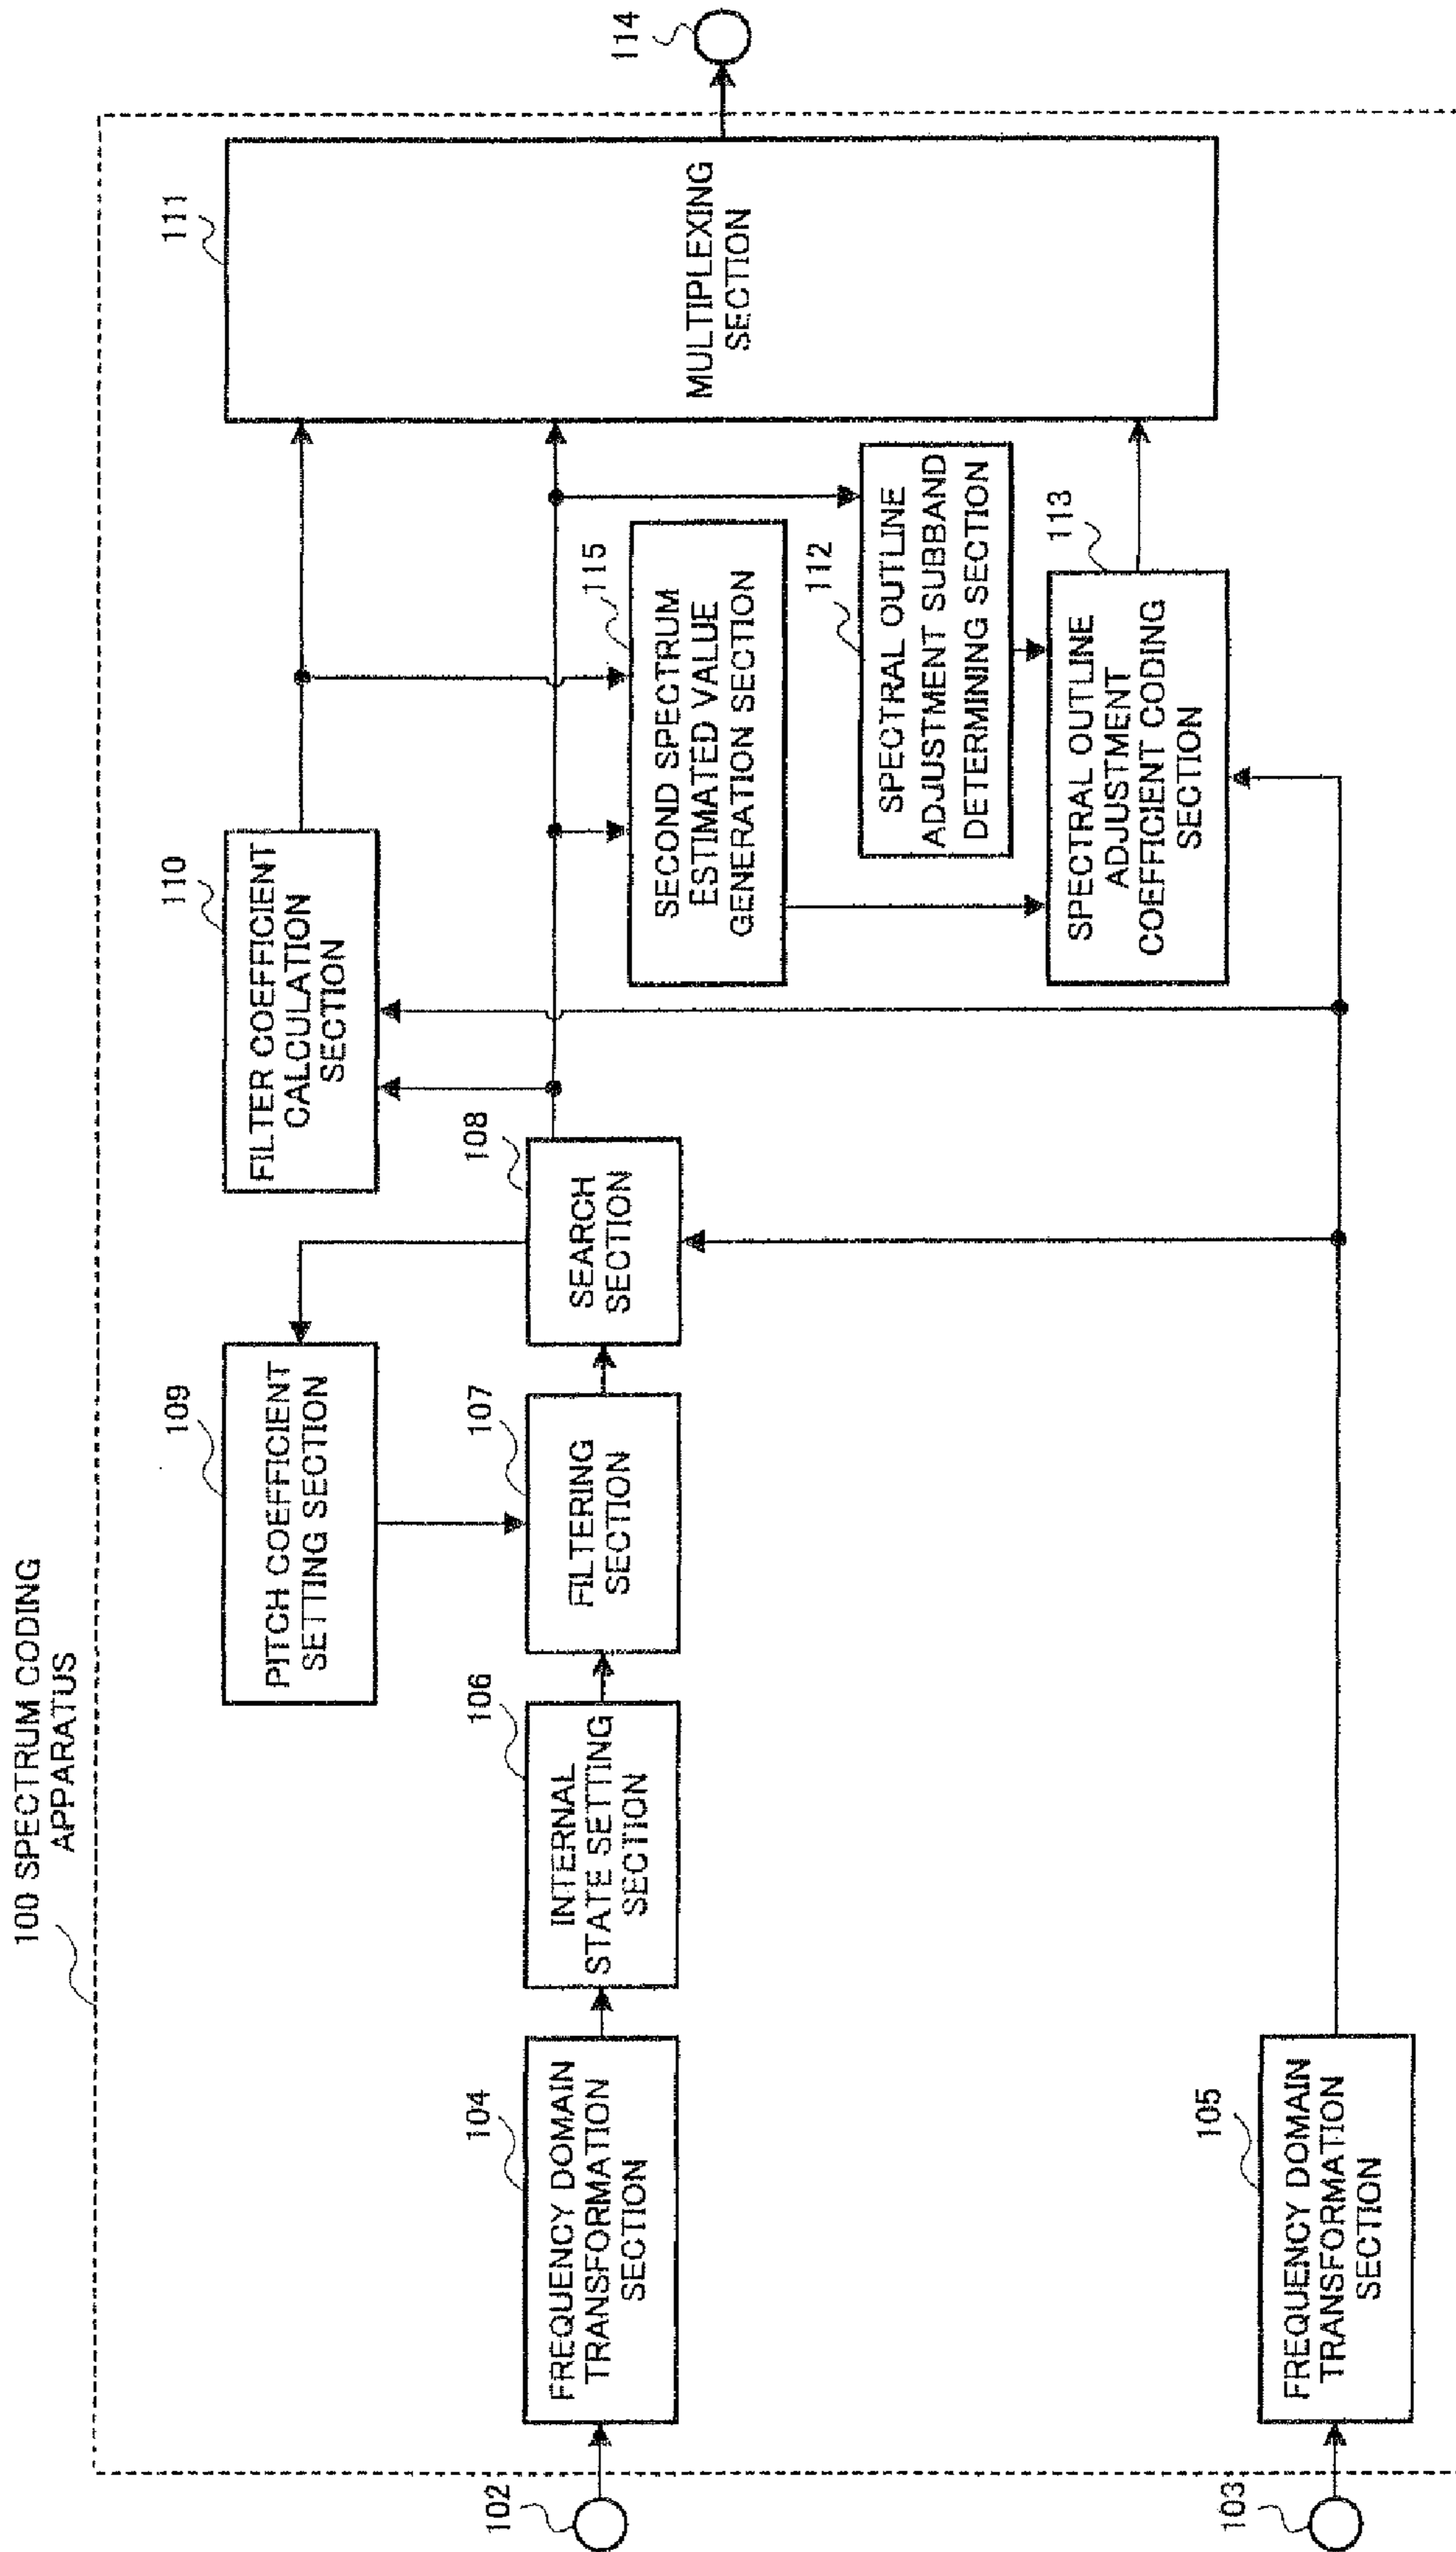 100 SPECTRUM CODING
APPARATUS
102
104
FREQUENCY DOMAIN
TRANSFORMATION
SECTION
106
INTERNAL
STATE SETTING
SECTION
109
PITCH COEFFICIENT
SETTING SECTION
107
FILTERING
SECTION
108
SEARCH
SECTION
110
FILTER COEFFICIENT
CALCULATION
SECTION
115
SECOND SPECTRUM
ESTIMATED VALUE
GENERATION SECTION
112
SPECTRAL OUTLINE
ADJUSTMENT SUBBAND
DETERMINING SECTION
113
SPECTRAL OUTLINE
ADJUSTMENT
COEFFICIENT CODING
SECTION
111
MULTIPLEXING
SECTION
114
103
105
FREQUENCY DOMAIN
TRANSFORMATION
SECTION